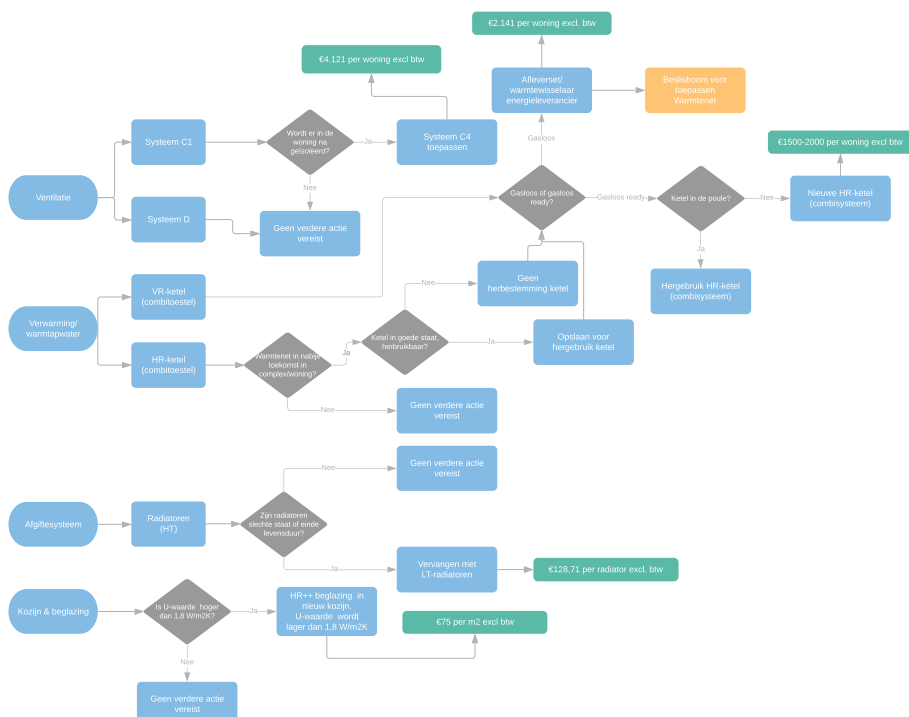 €2.141 per woning excl. btw
€4.121 per woning excl btw
Afleverset/
warmtewisselaar
energieleverancier
Beslisboom voor
toepassen
Warmtenet
Gasloos
Systeem C1
Wordt er in de
woning na
geïsoleerd?
Ja
Systeem C4
toepassen
€1500-2000 per woning excl btw
Nee
Ventilatie
Gasloos of gasloos
ready?
Gasloos ready
Ketel in de poule?
Nee
Nieuwe HR-ketel
(combisysteem)
Systeem D
Geen verdere actie
vereist
Ja
VR-ketel
(combitoestel)
Nee
Geen
herbestemming ketel
Hergebruik HR-ketel
(combisysteem)
Verwarming/
warmtapwater
HR-ketel
(combitoestel)
Warmtenet in nabije
toekomst in
complex/woning?
Ja
Ketel in goede staat,
herbruikbaar?
Ja
Opslaan voor
hergebruik ketel
Nee
Geen verdere actie
vereist
Nee
Geen verdere actie
vereist
Afgiftesysteem
Radiatoren
(HT)
Zijn radiatoren
slechte staat of einde
levensduur?
Ja
Vervangen met
LT-radiatoren
€128,71 per radiator excl. btw
Kozijn & beglazing
Is U-waarde hoger
dan 1,8 W/m2K?
Ja
HR++ beglazing in
nieuw kozijn.
U-waarde wordt
lager dan 1,8 W/m2K
€75 per m2 excl btw
Nee
Geen verdere actie
vereist